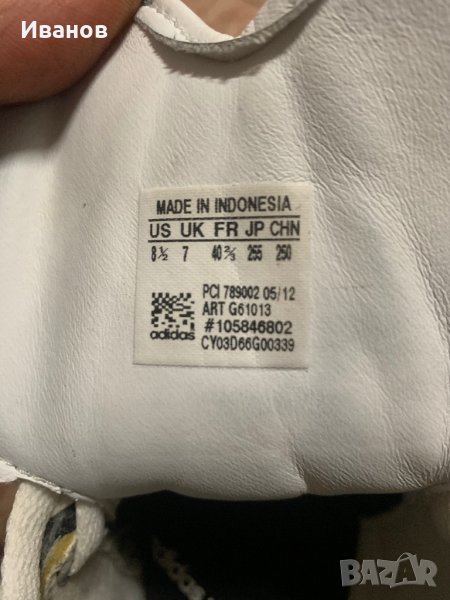 Иванов
MADE IN INDONESIA
US UK FR JP CHN
8½ 7 40⅔ 255 250
PCI 789002 05/12
ART G61013
#105846802
adidas
CY03D66G00339
BAZAR